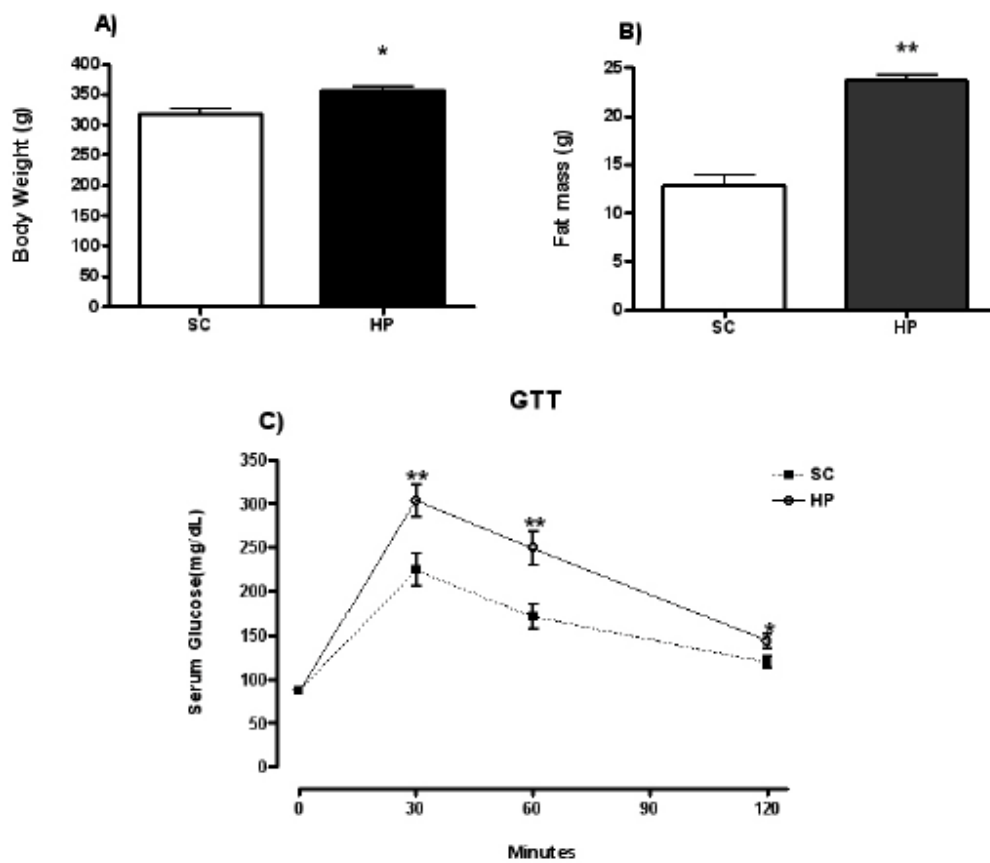 A)
*
Body Weight (g)
400
350
300
250
200
150
100
50
0
SC
HP
B)
**
Fat mass (g)
25
20
15
10
5
0
SC
HP
GTT
C)
Serum Glucose(mg/dL)
350
300
250
200
150
100
50
0
**
**
*
SC
HP
0
30
60
90
120
Minutes